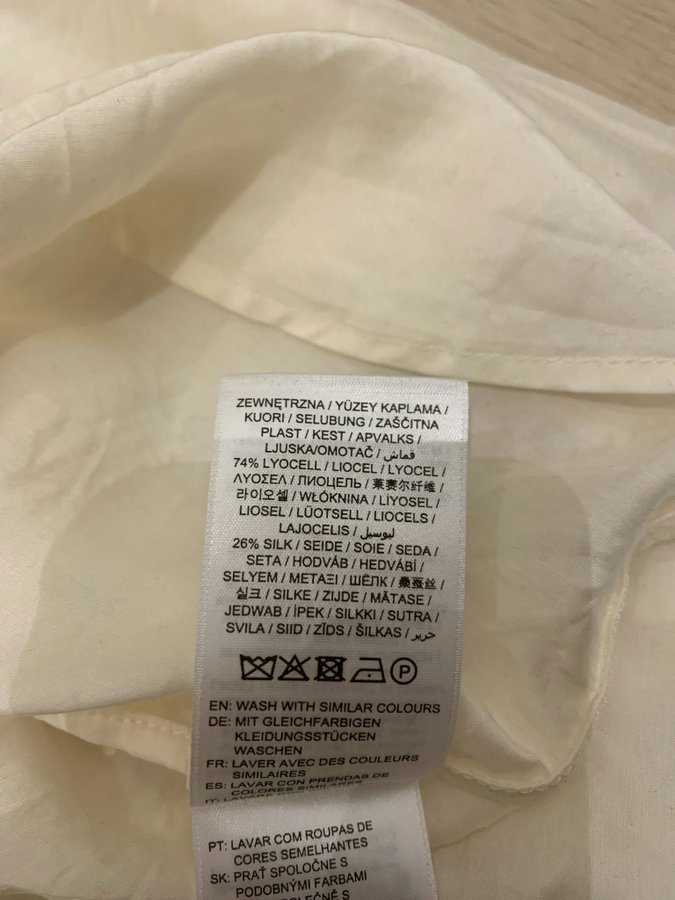 ZEWNĘTRZNA / YÜZEY KAPLAMA /
KUORI / SELUBUNG / ZAŠČITNA
PLAST / KEST / APVALKS /
LJUSKA/OMOTAČ / قماش /
74% LYOCELL / LIOCEL / LYOCEL /
ΛΥΟΣΕΛ / ЛИОЦЕЛЬ / 莱赛尔纤维 /
라이오셀 / WŁÓKNINA / LİYOSEL /
LIOSEL / LÜOTSELL / LIOCELS /
LAJOCELIS / ليوسيل
26% SILK / SEIDE / SOIE / SEDA /
SETA / HODVÁB / HEDVÁBÍ /
SELYEM / ΜΕΤΑΞΙ / ШЁЛК / 桑蚕丝 /
실크 / SILKE / ZIJDE / MĂTASE /
JEDWAB / İPEK / SILKKI / SUTRA /
SVILA / SIID / ZĪDS / ŠILKAS / حرير
P
EN: WASH WITH SIMILAR COLOURS
DE: MIT GLEICHFARBIGEN
KLEIDUNGSSTÜCKEN
WASCHEN
FR: LAVER AVEC DES COULEURS
SIMILAIRES
ES: LAVAR CON PRENDAS DE
COLORES SIMILARES
IT: LAVARE
PT: LAVAR COM ROUPAS DE
CORES SEMELHANTES
SK: PRAŤ SPOLOČNE S
PODOBNÝMI FARBAMI